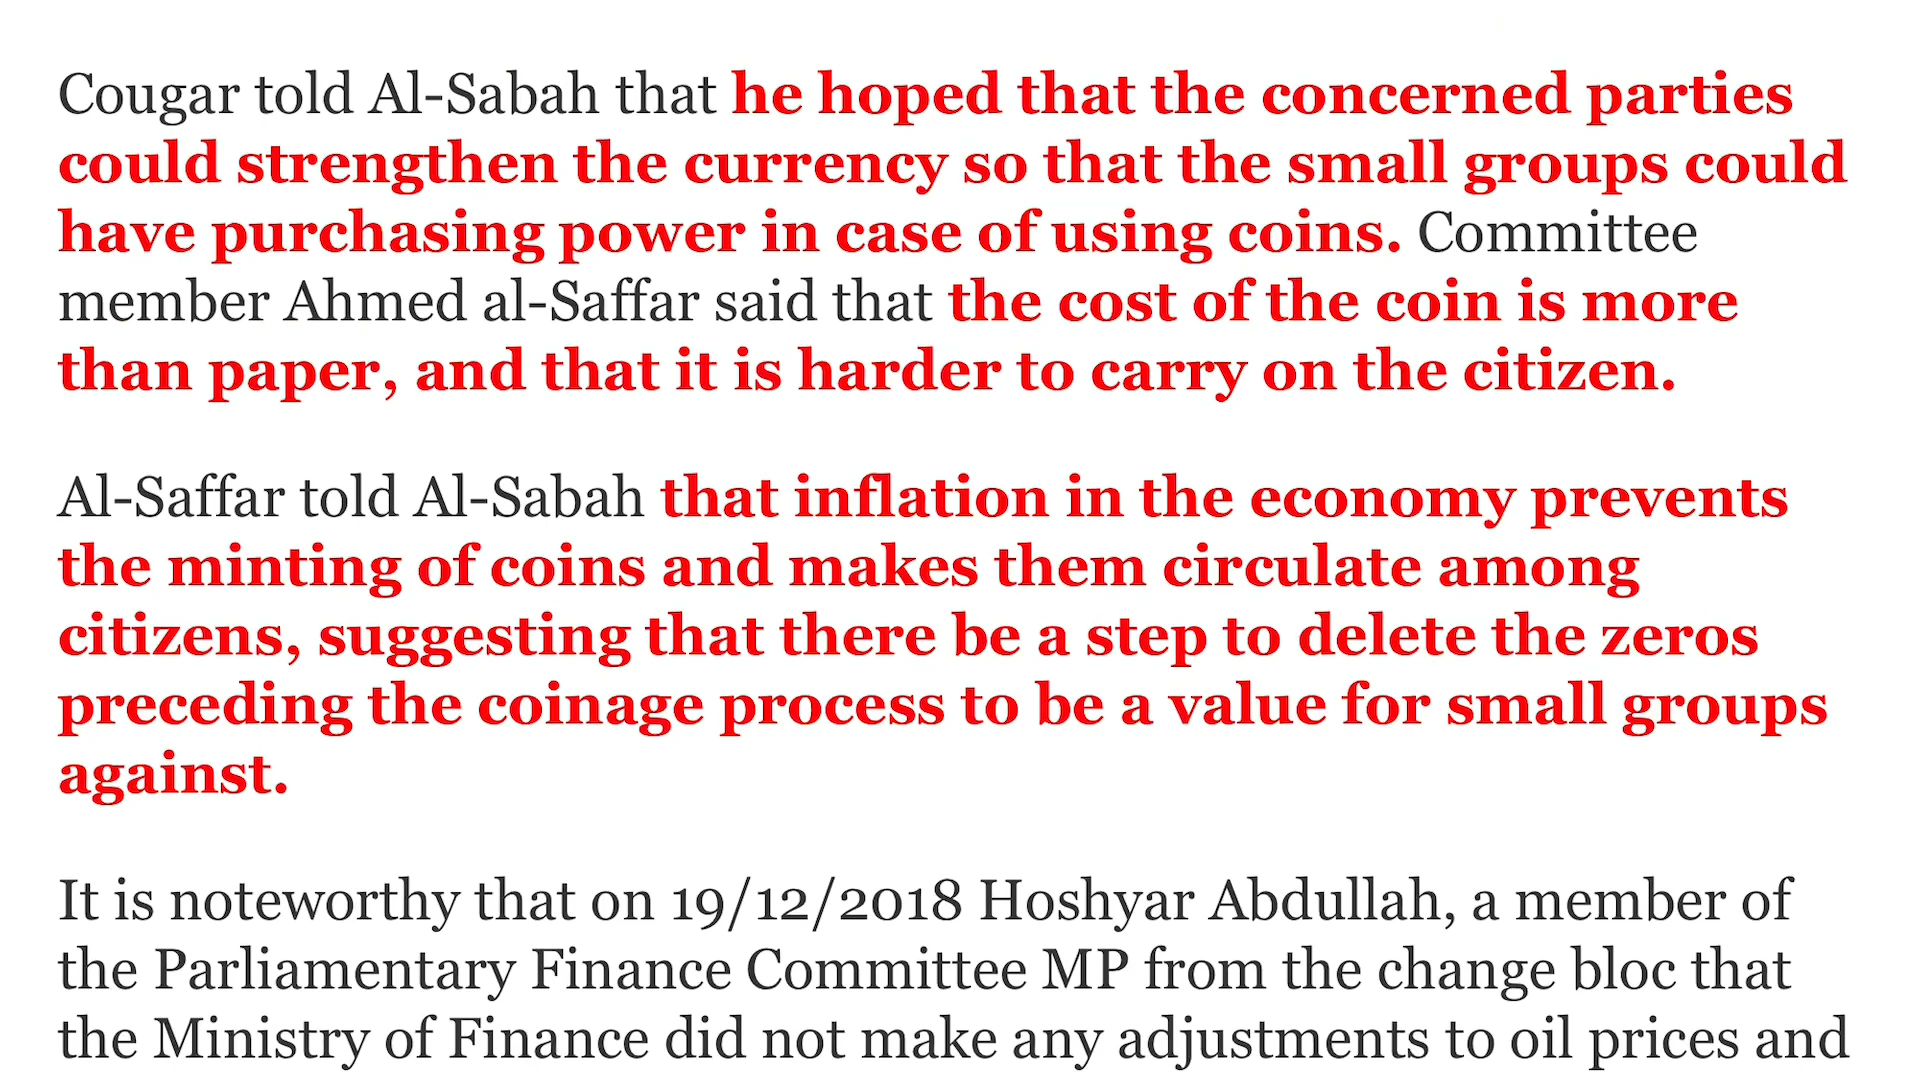 Cougar told Al-Sabah that he hoped that the concerned parties
could strengthen the currency so that the small groups could
have purchasing power in case of using coins. Committee
member Ahmed al-Saffar said that the cost of the coin is more
than paper, and that it is harder to carry on the citizen.
Al-Saffar told Al-Sabah that inflation in the economy prevents
the minting of coins and makes them circulate among
citizens, suggesting that there be a step to delete the zeros
preceding the coinage process to be a value for small groups
against.
It is noteworthy that on 19/12/2018 Hoshyar Abdullah, a member of
the Parliamentary Finance Committee MP from the change bloc that
the Ministry of Finance did not make any adjustments to oil prices and